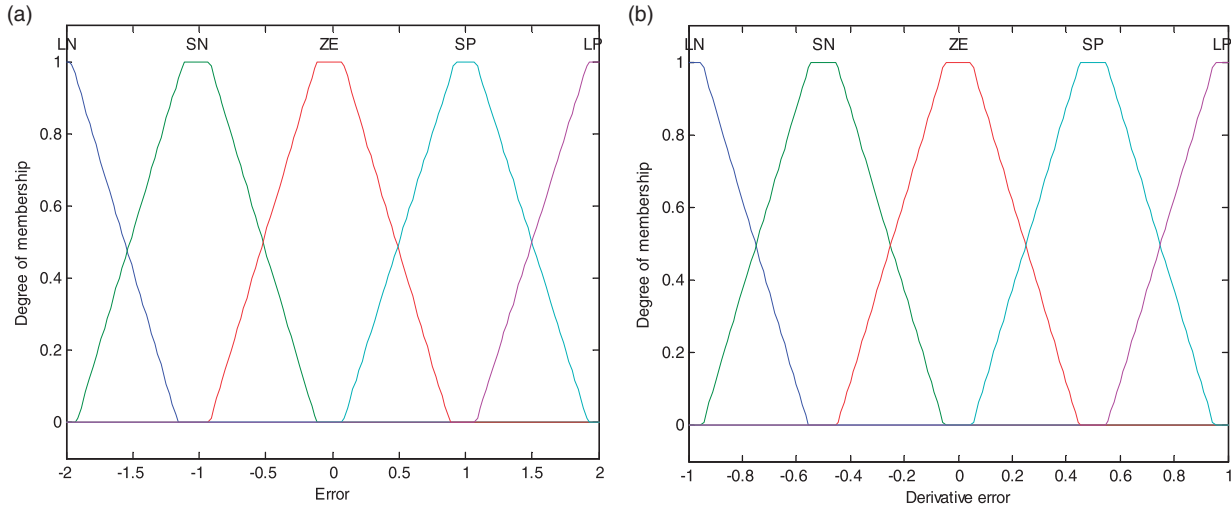 (a)
LN SN ZE SP LP
1
0.8
0.6
0.4
0.2
0
Degree of membership
-2 -1.5 -1 -0.5 0 0.5 1 1.5 2
Error
(b)
LN SN ZE SP LP
1
0.8
0.6
0.4
0.2
0
Degree of membership
-1 -0.8 -0.6 -0.4 -0.2 0 0.2 0.4 0.6 0.8 1
Derivative error